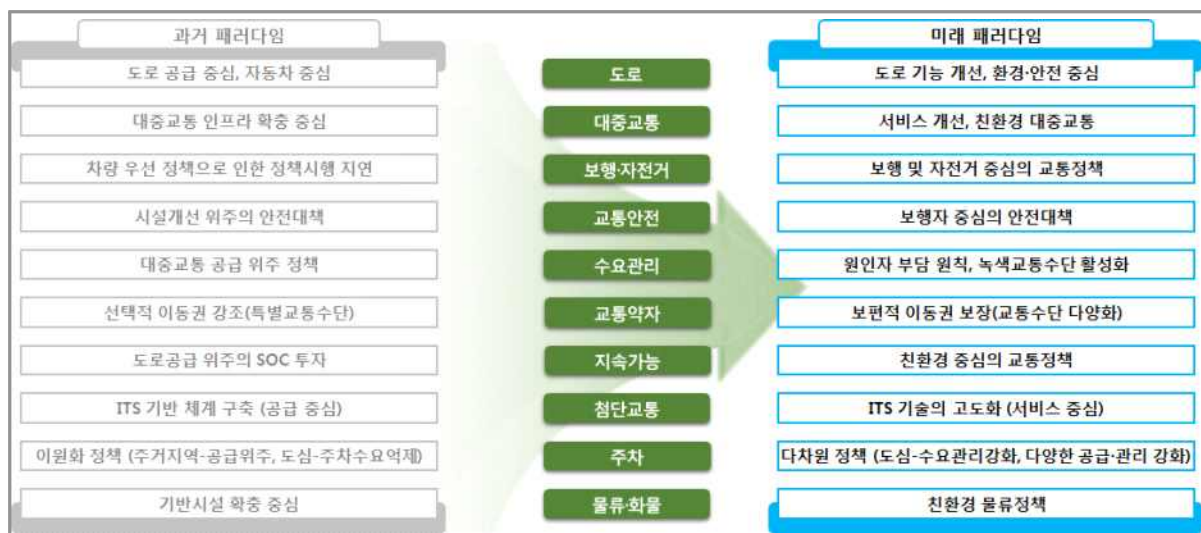 과거 패러다임 미래 패러다임
도로 공급 중심, 자동차 중심 도로 도로 기능 개선, 환경·안전 중심
대중교통 인프라 확충 중심 대중교통 서비스 개선, 친환경 대중교통
차량 우선 정책으로 인한 정책시행 지연 보행·자전거 보행 및 자전거 중심의 교통정책
시설개선 위주의 안전대책 교통안전 보행자 중심의 안전대책
대중교통 공급 위주 정책 수요관리 원인자 부담 원칙, 녹색교통수단 활성화
선택적 이동권 강조(특별교통수단) 교통약자 보편적 이동권 보장(교통수단 다양화)
도로공급 위주의 SOC 투자 지속가능 친환경 중심의 교통정책
ITS 기반 체계 구축 (공급 중심) 첨단교통 ITS 기술의 고도화 (서비스 중심)
이원화 정책 (주거지역-공급위주, 도심-주차수요억제) 주차 다차원 정책 (도심-수요관리강화, 다양한 공급·관리 강화)
기반시설 확충 중심 물류·화물 친환경 물류정책